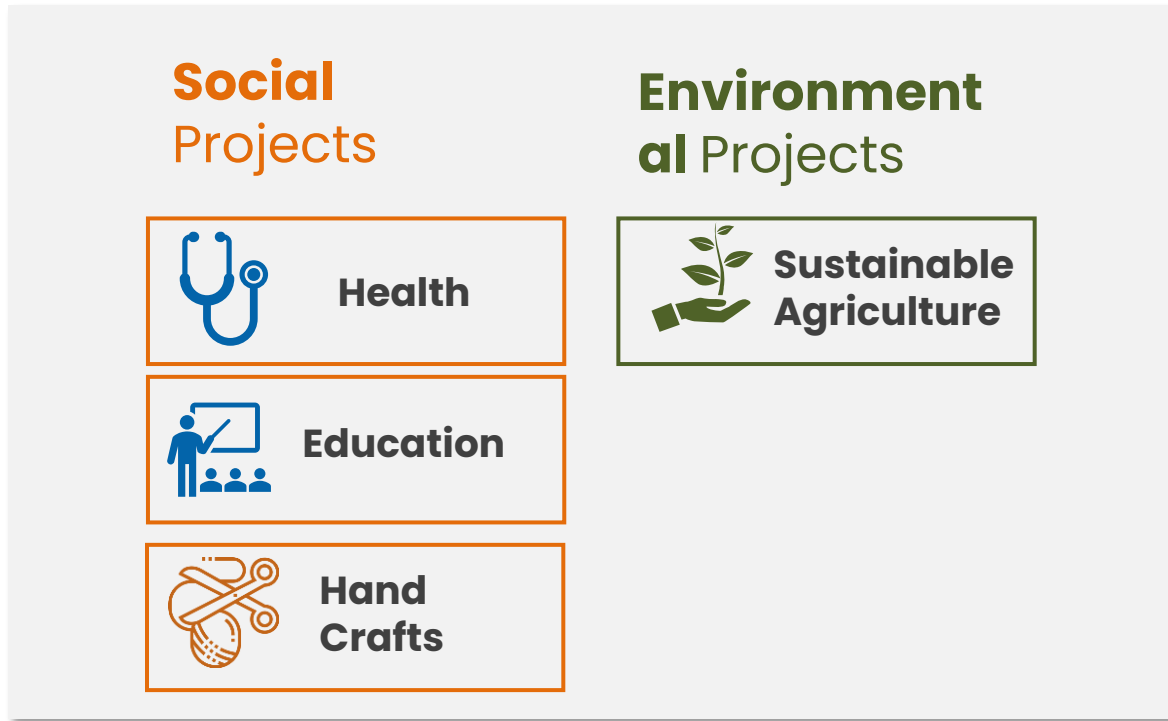 Social
Projects
Health
Education
Hand
Crafts
Environment
al Projects
Sustainable
Agriculture